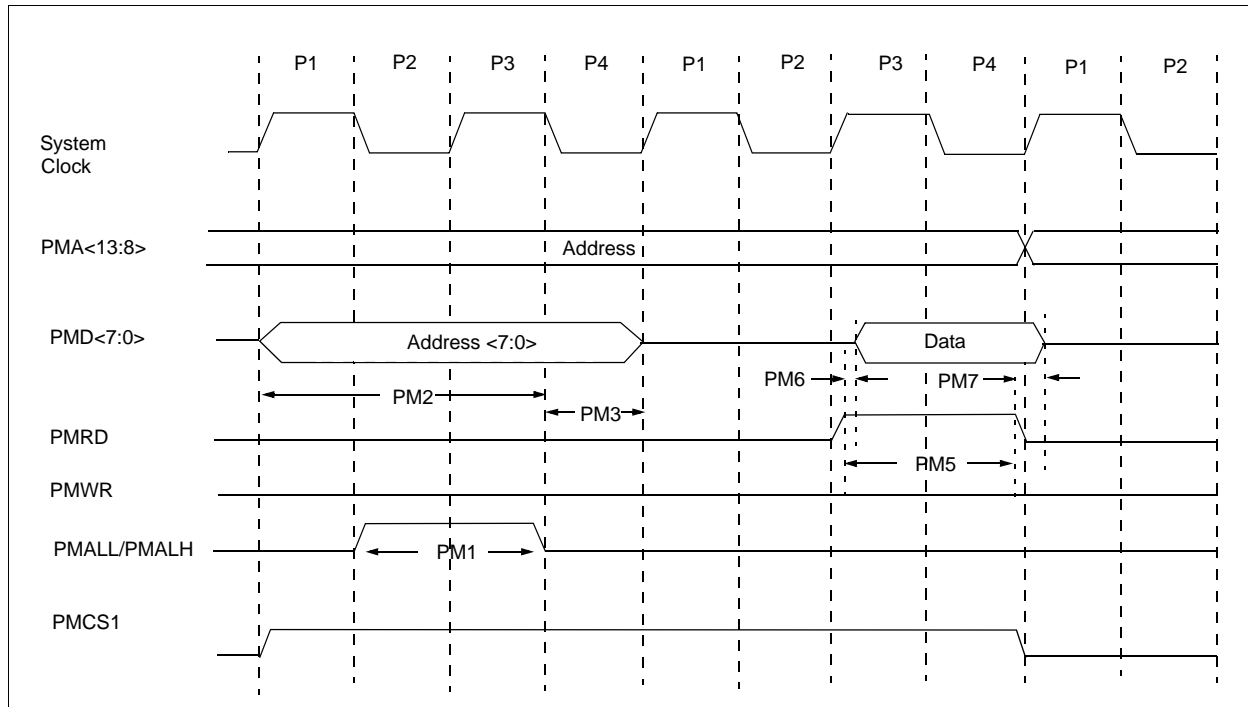 P1 P2 P3 P4 P1 P2 P3 P4 P1 P2
System
Clock
PMA<13:8>
Address
PMD<7:0>
Address <7:0>
Data
PM6
PM7
PM2
PM3
PMRD
PM5
PMWR
PMALL/PMALH
PM1
PMCS1